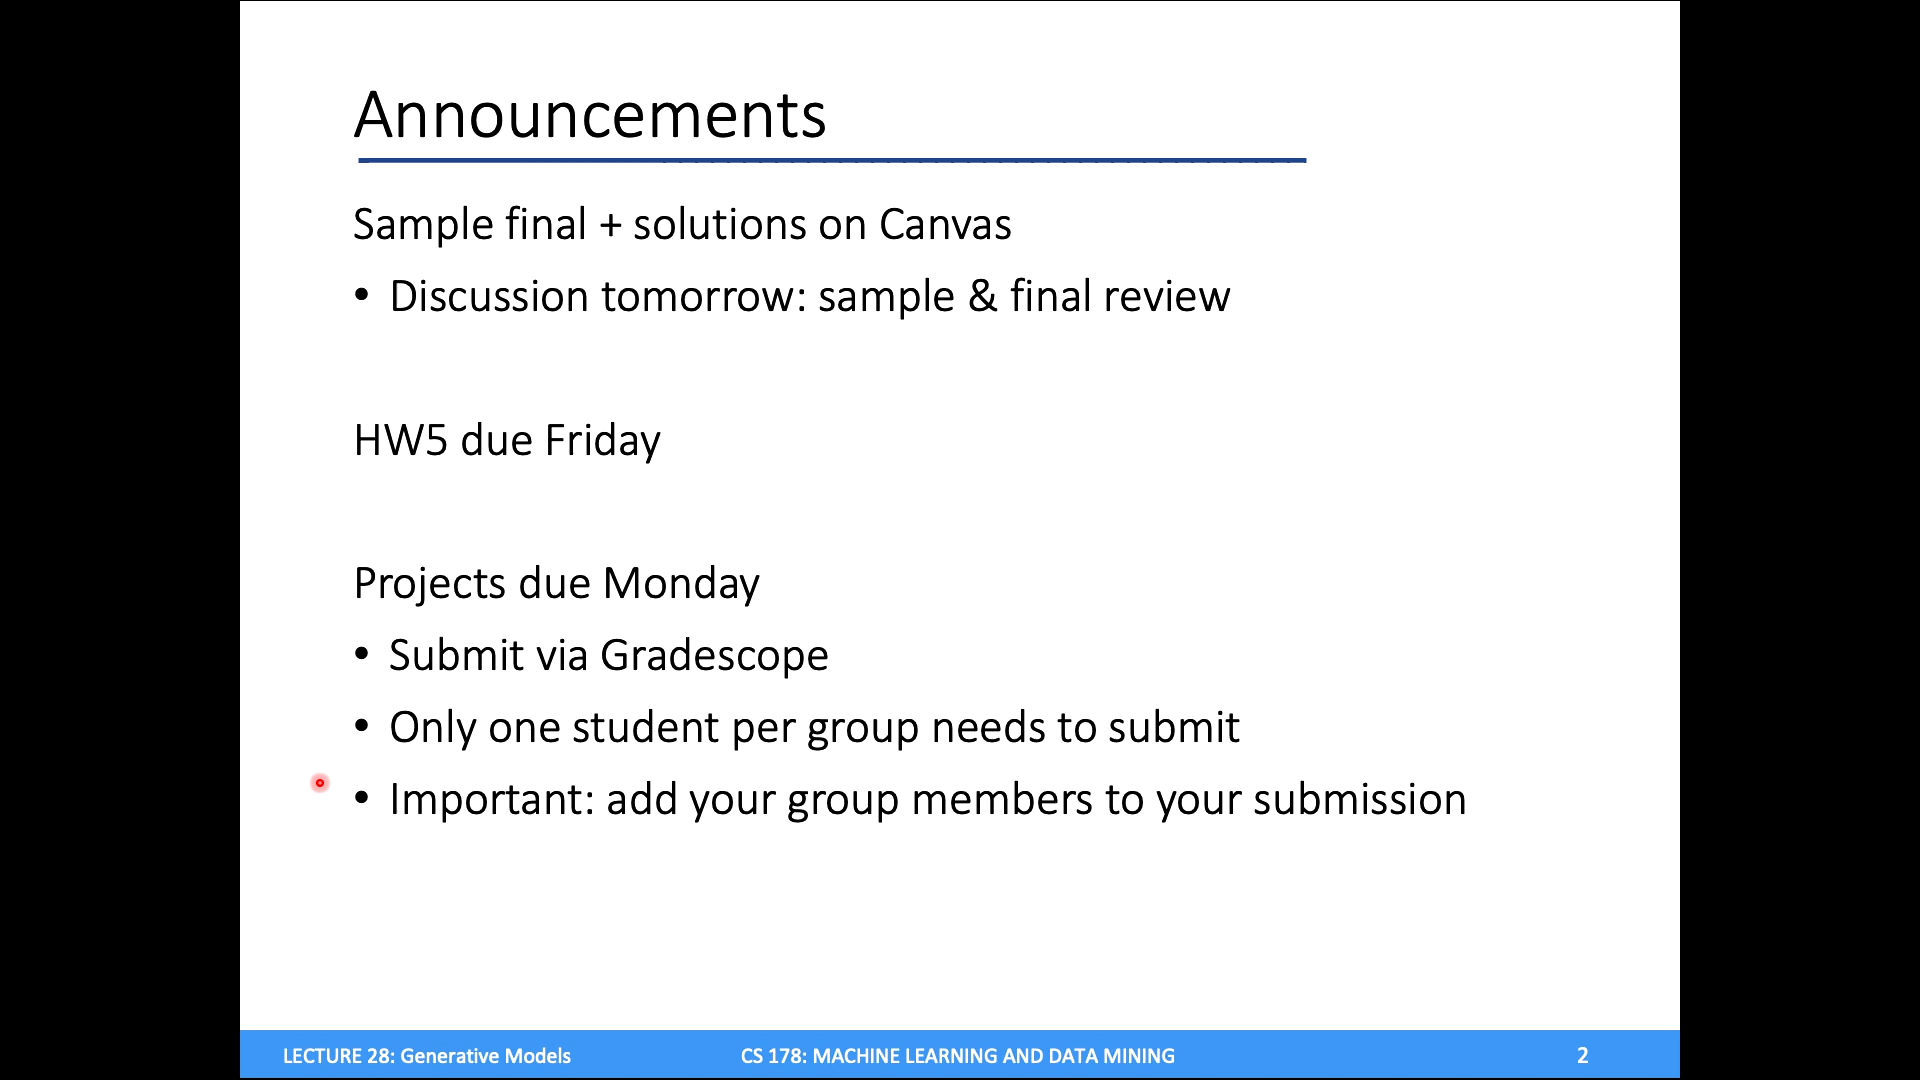 Announcements
Sample final + solutions on Canvas
• Discussion tomorrow: sample & final review
HW5 due Friday
Projects due Monday
• Submit via Gradescope
• Only one student per group needs to submit
• Important: add your group members to your submission
LECTURE 28: Generative Models
CS 178: MACHINE LEARNING AND DATA MINING
2